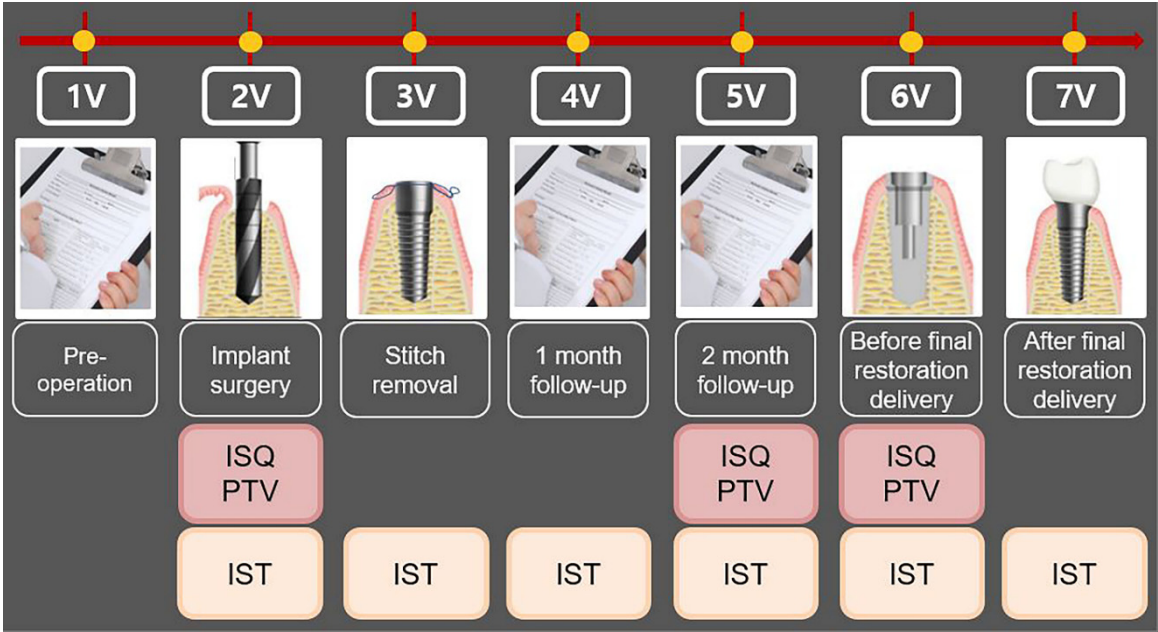 1V
2V
3V
4V
5V
6V
7V
Pre-
operation
Implant
surgery
Stitch
removal
1 month
follow-up
2 month
follow-up
Before final
restoration
delivery
After final
restoration
delivery
ISQ
PTV
ISQ
PTV
ISQ
PTV
IST
IST
IST
IST
IST
IST